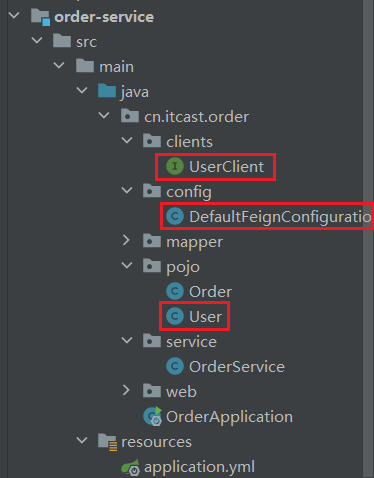 order-service
src
main
java
cn.itcast.order
clients
UserClient
config
DefaultFeignConfiguratio
mapper
pojo
Order
User
service
OrderService
web
OrderApplication
resources
application.yml